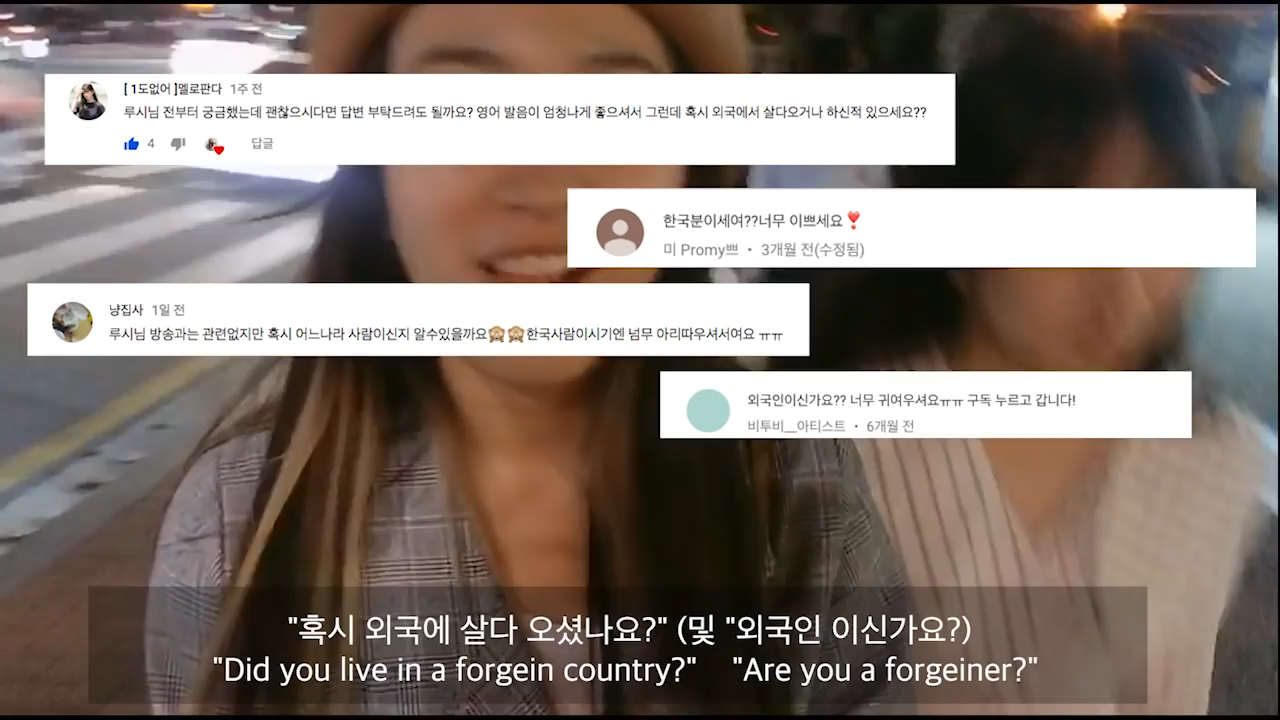 [ 1도없어 ]멜로판다 1주 전
루시님 전부터 궁금했는데 괜찮으시다면 답변 부탁드려도 될까요? 영어 발음이 엄청나게 좋으셔서 그런데 혹시 외국에서 살다오거나 하신적 있으세요??
4 답글
한국분이세여??너무 이쁘세요❣️
미 Promy쁘 • 3개월 전(수정됨)
냥집사 1일 전
루시님 방송과는 관련없지만 혹시 어느나라 사람이신지 알수있을까요🙈🙈한국사람이시기엔 넘무 아리따우셔서여요 ㅠㅠ
외국인이신가요?? 너무 귀여우셔요ㅠㅠ 구독 누르고 갑니다!
비투비__아티스트 • 6개월 전
"혹시 외국에 살다 오셨나요?" (및 "외국인 이신가요?)
"Did you live in a forgein country?" "Are you a forgeiner?"